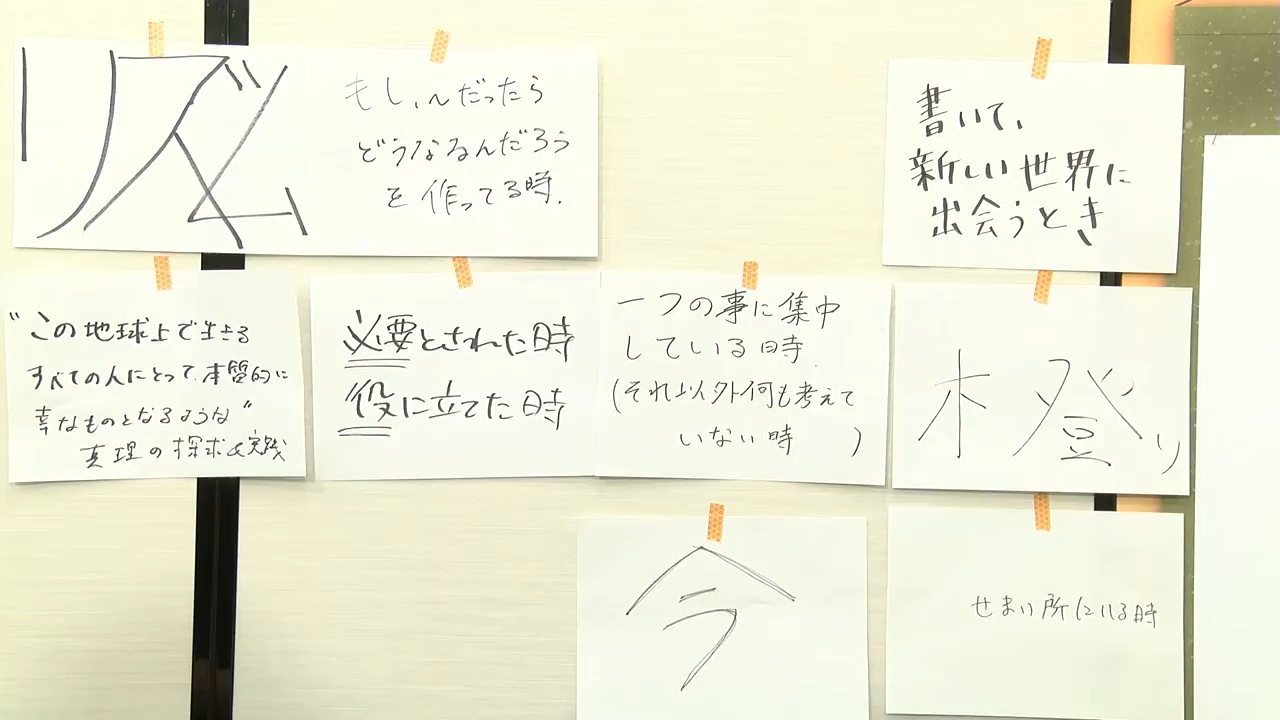 リズム
もし、んだったら
どうなるんだろう
を作ってる時.
書いて、
新しい世界に
出会うとき
"この地球上で生きる
すべての人にとって、本質的に
幸なものとなるような"
真理の探求&実践
必要とされた時
役に立てた時
一つの事に集中
している時.
(それ以外何も考えて
いない時 )
木登り
今
せまい所にいる時